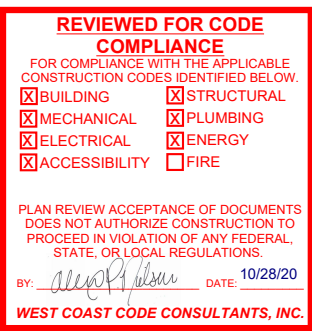 REVIEWED FOR CODE
COMPLIANCE
FOR COMPLIANCE WITH THE APPLICABLE
CONSTRUCTION CODES IDENTIFIED BELOW.
X BUILDING X STRUCTURAL
X MECHANICAL X PLUMBING
X ELECTRICAL X ENERGY
X ACCESSIBILITY FIRE
PLAN REVIEW ACCEPTANCE OF DOCUMENTS
DOES NOT AUTHORIZE CONSTRUCTION TO
PROCEED IN VIOLATION OF ANY FEDERAL,
STATE, OR LOCAL REGULATIONS.
BY: DATE: 10/28/20
WEST COAST CODE CONSULTANTS, INC.